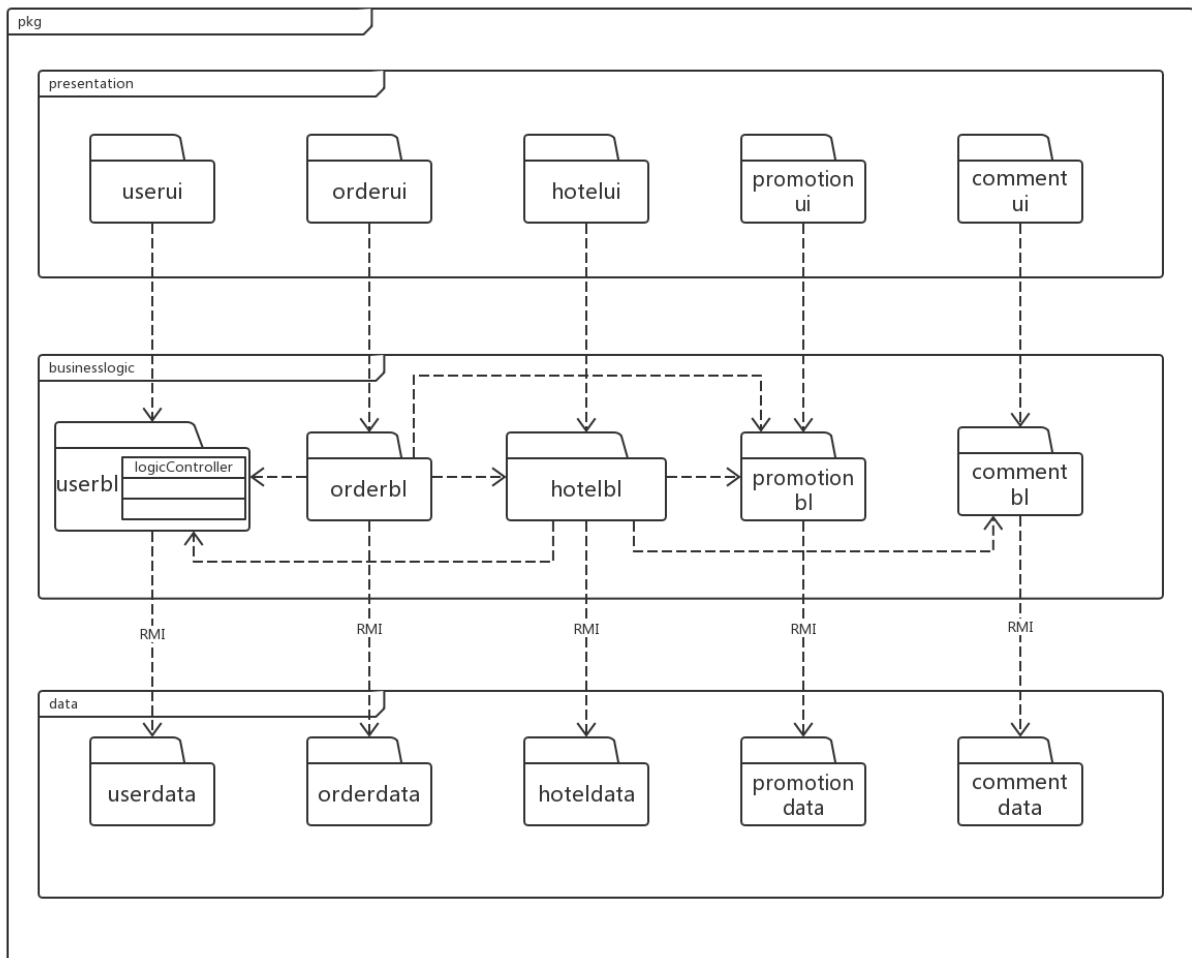 pkg
presentation
userui
orderui
hotelui
promotion
ui
comment
ui
businesslogic
userbl
logicController
orderbl
hotelbl
promotion
bl
comment
bl
RMI
RMI
RMI
RMI
RMI
data
userdata
orderdata
hoteldata
promotion
data
comment
data